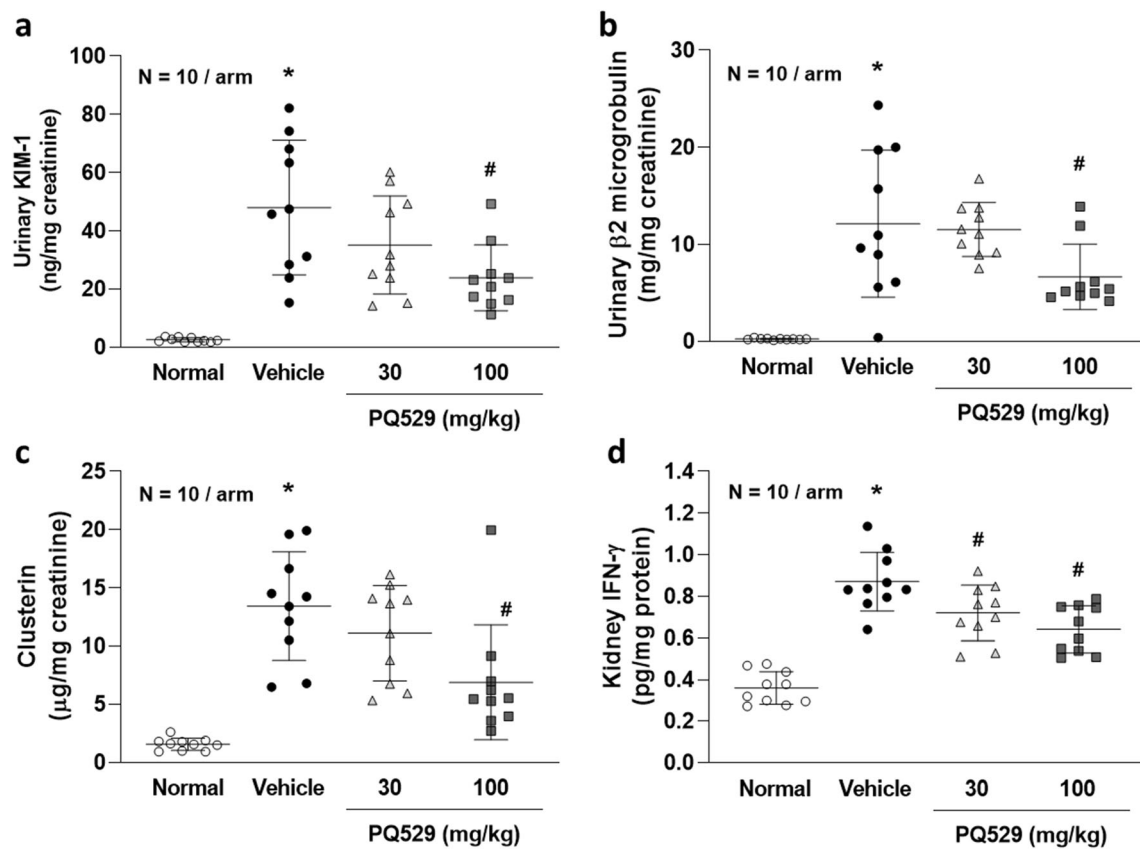 a
Urinary KIM-1
(ng/mg creatinine)
100
80
60
40
20
0
N = 10 / arm
*
#
Normal
Vehicle
30
100
PQ529 (mg/kg)
b
Urinary β2 microgrobulin
(mg/mg creatinine)
30
20
10
0
N = 10 / arm
*
#
Normal
Vehicle
30
100
PQ529 (mg/kg)
c
Clusterin
(μg/mg creatinine)
25
20
15
10
5
0
N = 10 / arm
*
#
Normal
Vehicle
30
100
PQ529 (mg/kg)
d
Kidney IFN-γ
(pg/mg protein)
1.4
1.2
1.0
0.8
0.6
0.4
0.2
0.0
N = 10 / arm
*
#
#
Normal
Vehicle
30
100
PQ529 (mg/kg)